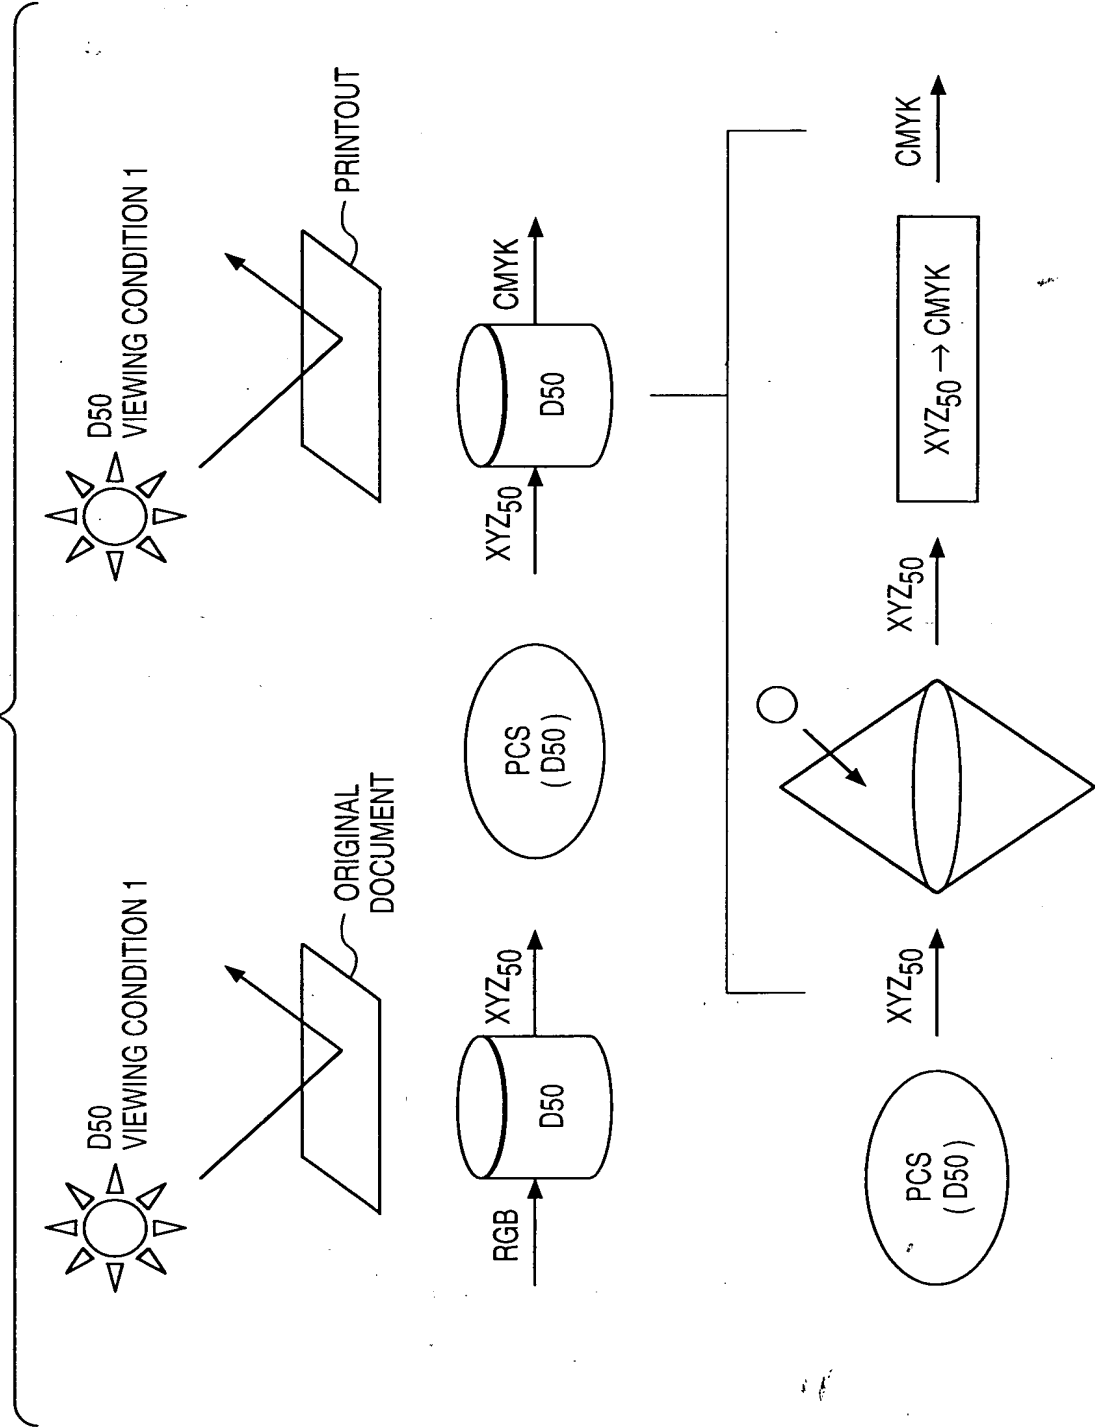 D50
VIEWING CONDITION 1
D50
VIEWING CONDITION 1
ORIGINAL
DOCUMENT
PRINTOUT
RGB
D50
XYZ50
PCS
( D50 )
XYZ50
D50
CMYK
PCS
( D50 )
XYZ50
XYZ50
XYZ50 → CMYK
CMYK